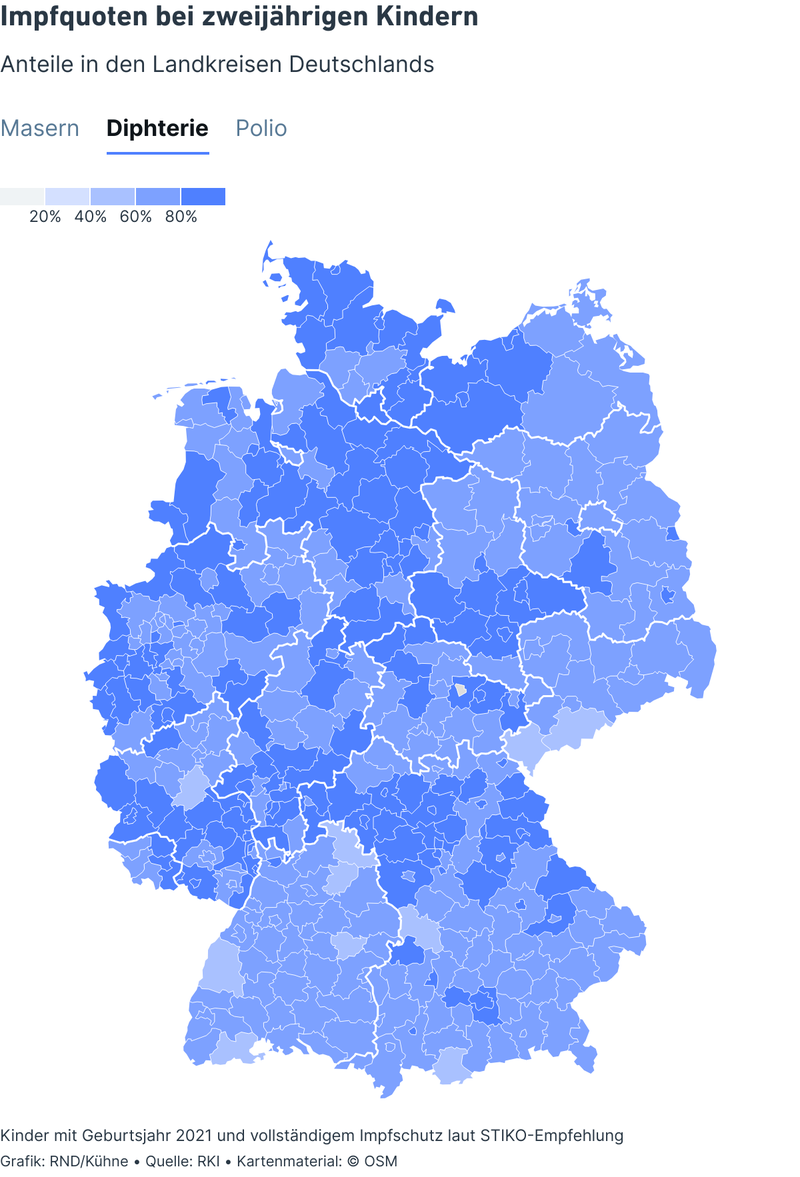 Impfquoten bei zweijährigen Kindern
Anteile in den Landkreisen Deutschlands
Masern Diphterie Polio
20% 40% 60% 80%
Kinder mit Geburtsjahr 2021 und vollständigem Impfschutz laut STIKO-Empfehlung
Grafik: RND/Kühne • Quelle: RKI • Kartenmaterial: © OSM